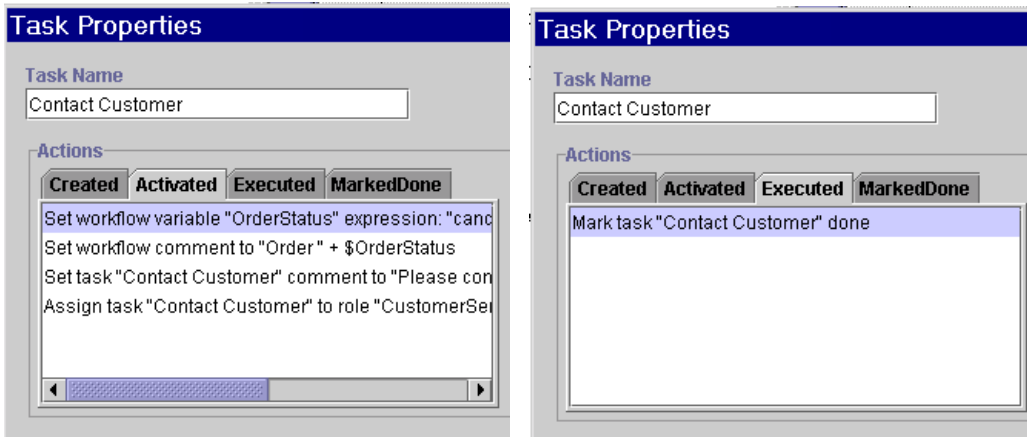 Task Properties
Task Name
Contact Customer
Actions
Created Activated Executed MarkedDone
Set workflow variable "OrderStatus" expression: "canc
Set workflow comment to "Order " + $OrderStatus
Set task "Contact Customer" comment to "Please con
Assign task "Contact Customer" to role "CustomerSer
Task Properties
Task Name
Contact Customer
Actions
Created Activated Executed MarkedDone
Mark task "Contact Customer" done